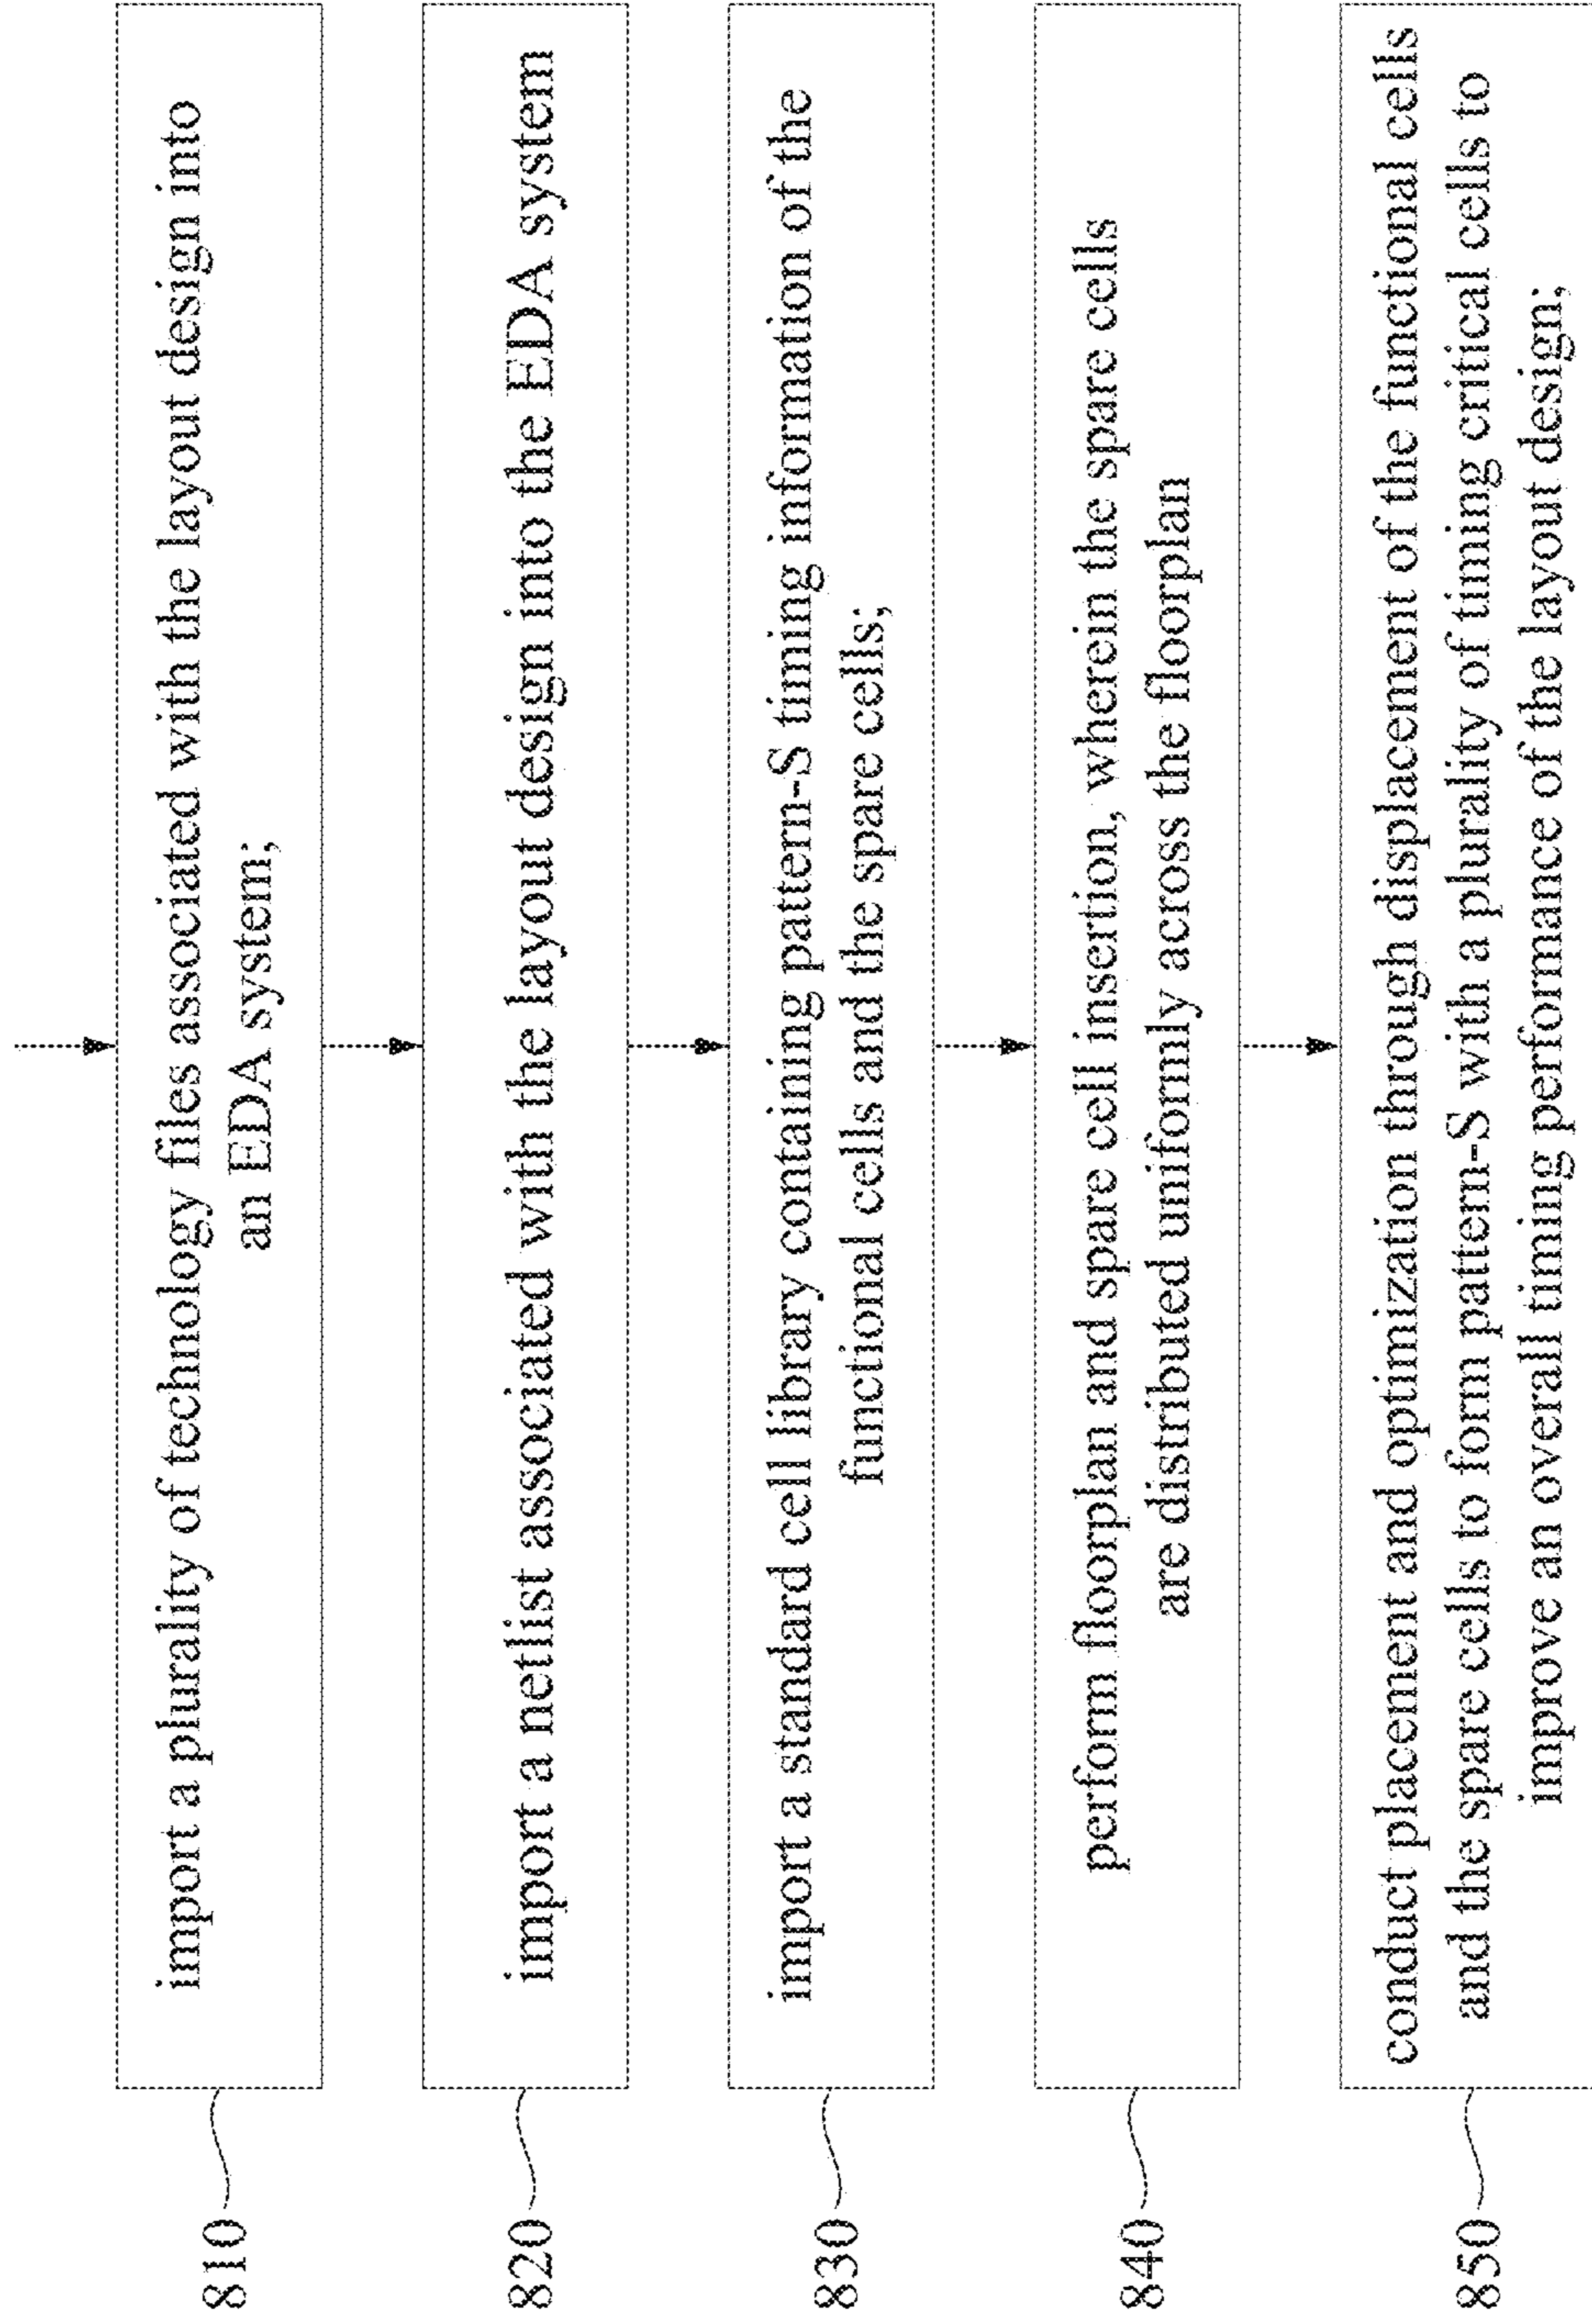 810
import a plurality of technology files associated with the layout design into
an EDA system;
820
import a netlist associated with the layout design into the EDA system
830
import a standard cell library containing pattern-S timing information of the
functional cells and the spare cells;
840
perform floorplan and spare cell insertion, wherein the spare cells
are distributed uniformly across the floorplan
850
conduct placement and optimization through displacement of the functional cells
and the spare cells to form pattern-S with a plurality of timing critical cells to
improve an overall timing performance of the layout design;